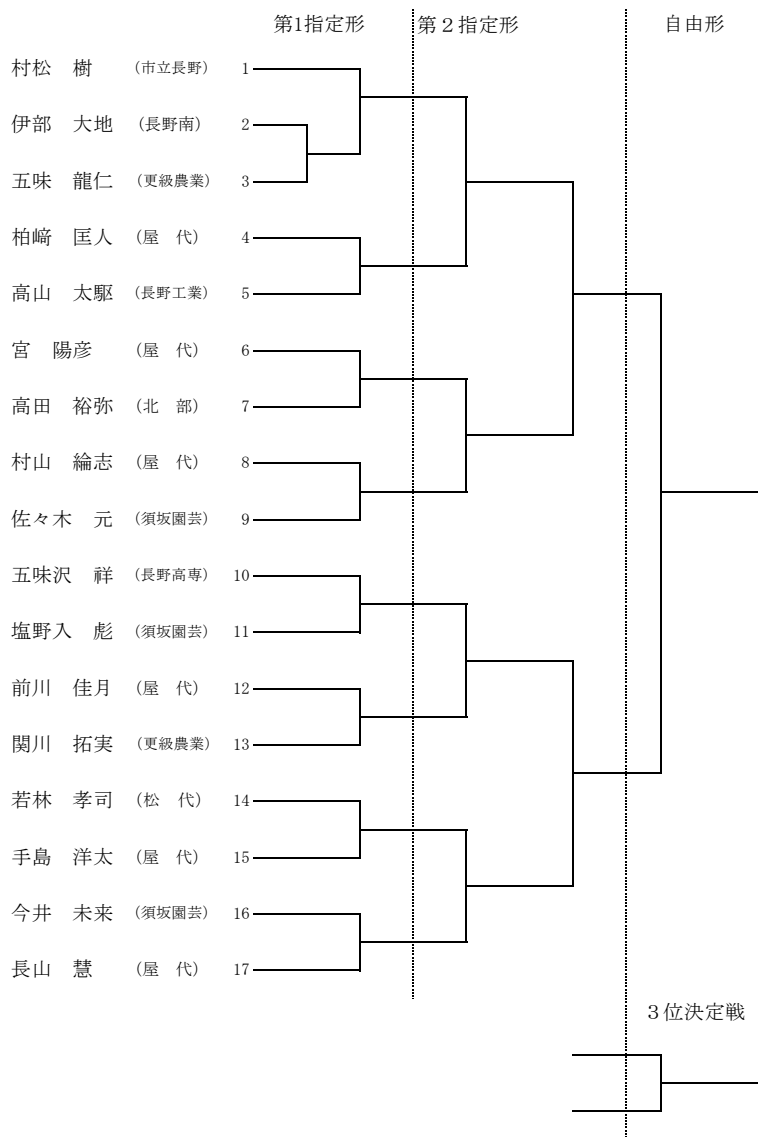 第1指定形 第２指定形 自由形
村松 樹 (市立長野) 1
伊部 大地 (長野南) 2
五味 龍仁 (更級農業) 3
柏﨑 匡人 (屋 代) 4
高山 太駆 (長野工業) 5
宮 陽彦 (屋 代) 6
高田 裕弥 (北 部) 7
村山 綸志 (屋 代) 8
佐々木 元 (須坂園芸) 9
五味沢 祥 (長野高専) 10
塩野入 彪 (須坂園芸) 11
前川 佳月 (屋 代) 12
関川 拓実 (更級農業) 13
若林 孝司 (松 代) 14
手島 洋太 (屋 代) 15
今井 未来 (須坂園芸) 16
長山 慧 (屋 代) 17
３位決定戦